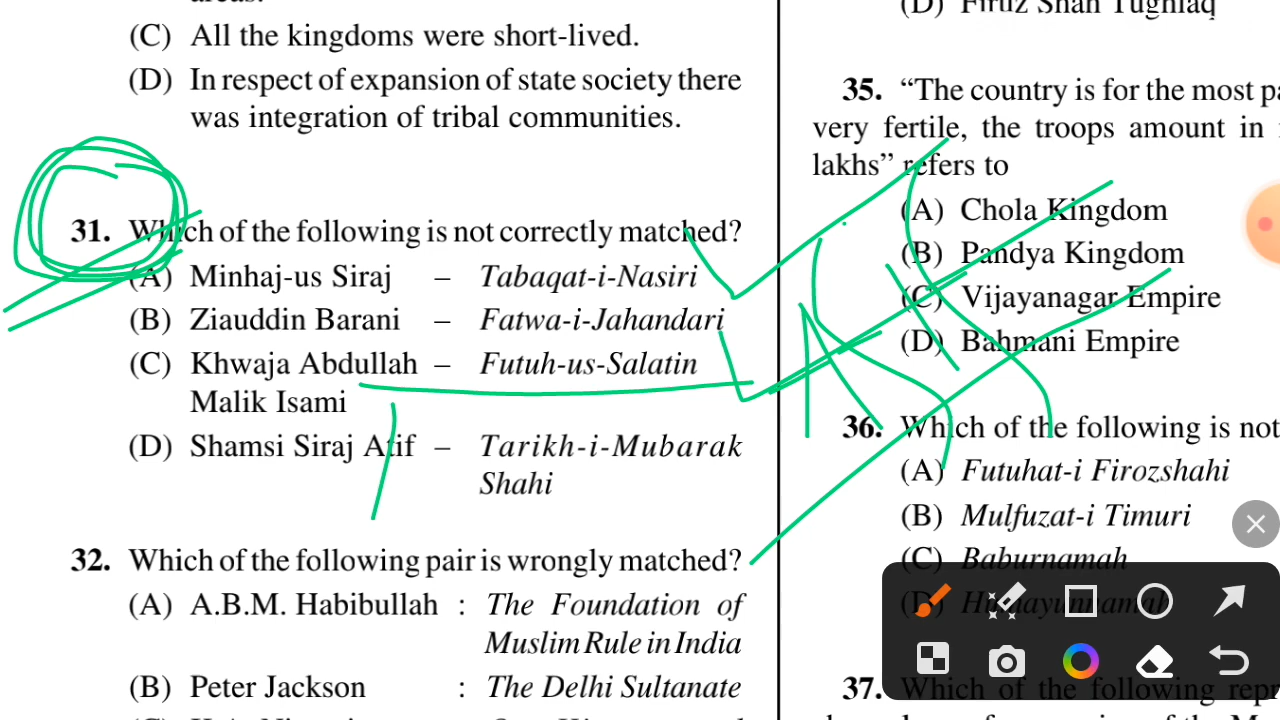 areas.
(C) All the kingdoms were short-lived.
(D) In respect of expansion of state society there
was integration of tribal communities.
31. Which of the following is not correctly matched?
(A) Minhaj-us Siraj – Tabaqat-i-Nasiri
(B) Ziauddin Barani – Fatwa-i-Jahandari
(C) Khwaja Abdullah – Futuh-us-Salatin
Malik Isami
(D) Shamsi Siraj Atif – Tarikh-i-Mubarak
Shahi
32. Which of the following pair is wrongly matched?
(A) A.B.M. Habibullah : The Foundation of
Muslim Rule in India
(B) Peter Jackson : The Delhi Sultanate
(D) Firuz Shah Tughlaq
35. “The country is for the most
very fertile, the troops amount in
lakhs” refers to
(A) Chola Kingdom
(B) Pandya Kingdom
(C) Vijayanagar Empire
(D) Bahmani Empire
36. Which of the following is not
(A) Futuhat-i Firozshahi
(B) Mulfuzat-i Timuri
(C) Baburnamah
(D) Humayunnamah
37. Which of the following